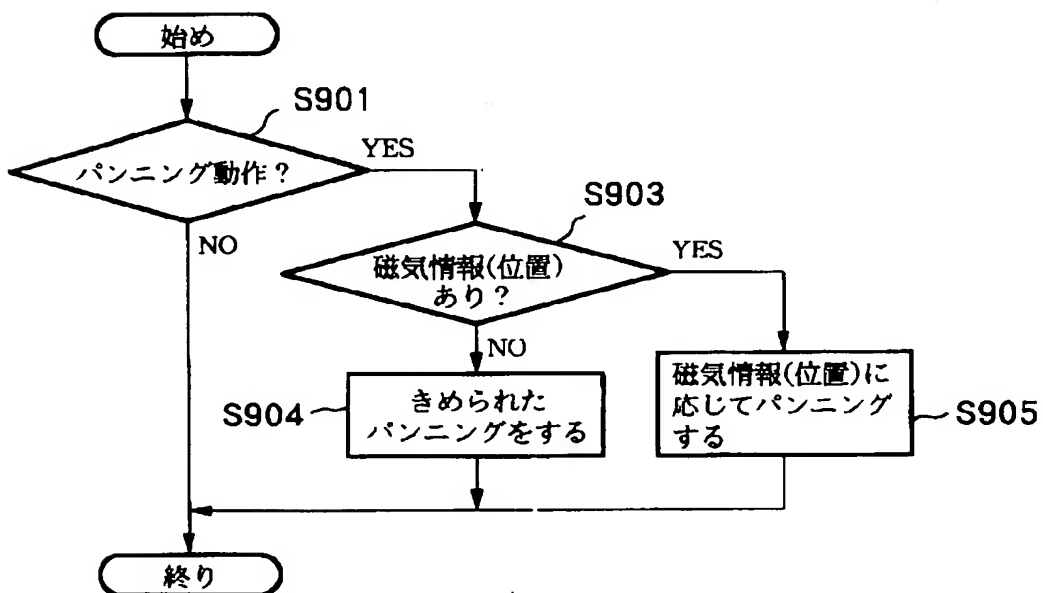 始め
S901
パンニング動作?
YES
NO
S903
磁気情報(位置)
あり?
YES
NO
S904
きめられた
パンニングをする
磁気情報(位置)に
応じてパンニング
する
S905
終り